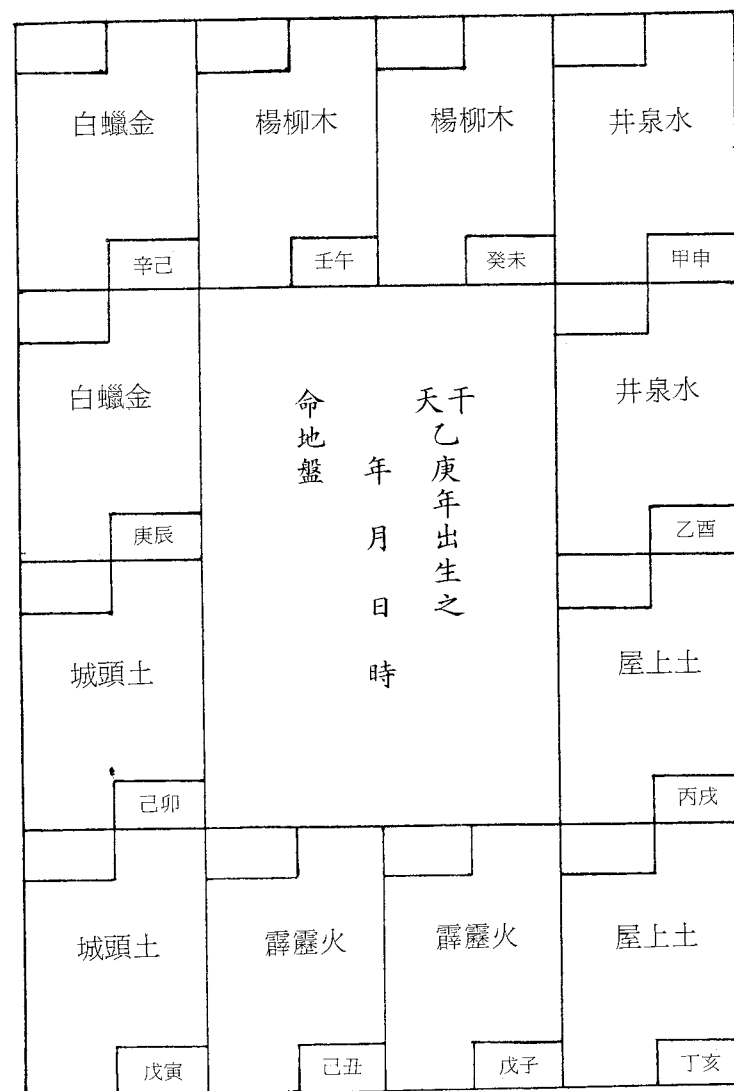 白蠟金
楊柳木
楊柳木
井泉水
辛己
壬午
癸未
甲申
白蠟金
井泉水
庚辰
乙酉
天干乙庚年出生之
年月日時
命地盤
城頭土
屋上土
己卯
丙戌
城頭土
霹靂火
霹靂火
屋上土
戊寅
己丑
戊子
丁亥